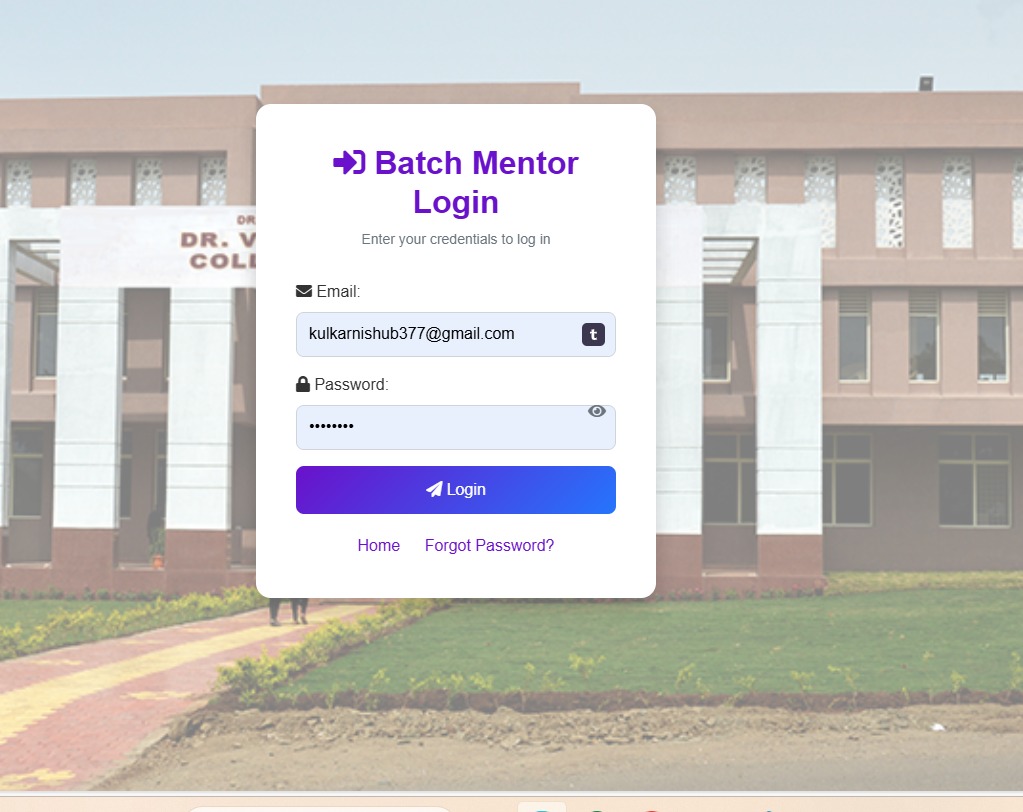 Batch Mentor
Login
Enter your credentials to log in
DR.
DR. V
COLL
Email:
kulkarnishub377@gmail.com
t
Password:
••••••••
Login
Home Forgot Password?